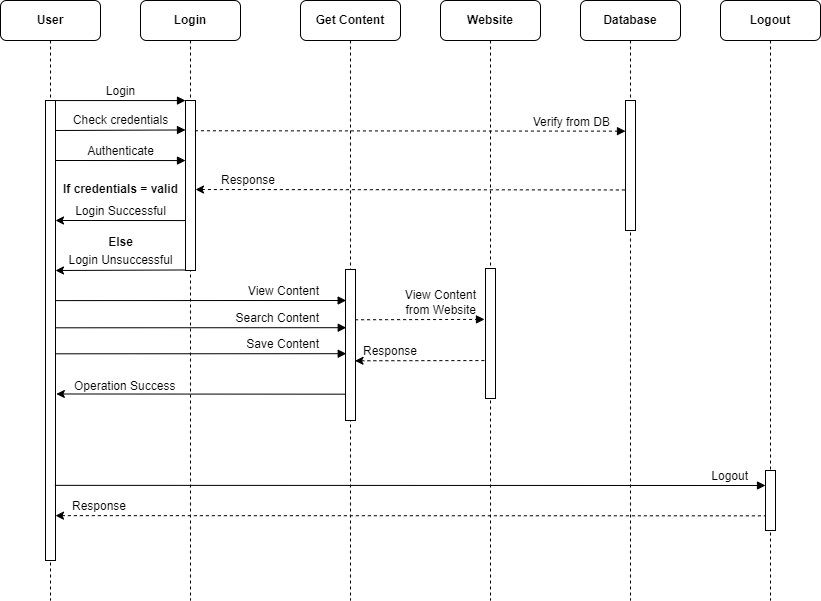 User
Login
Get Content
Website
Database
Logout
Login
Check credentials
Verify from DB
Authenticate
Response
If credentials = valid
Login Successful
Else
Login Unsuccessful
View Content
View Content
from Website
Search Content
Save Content
Response
Operation Success
Logout
Response